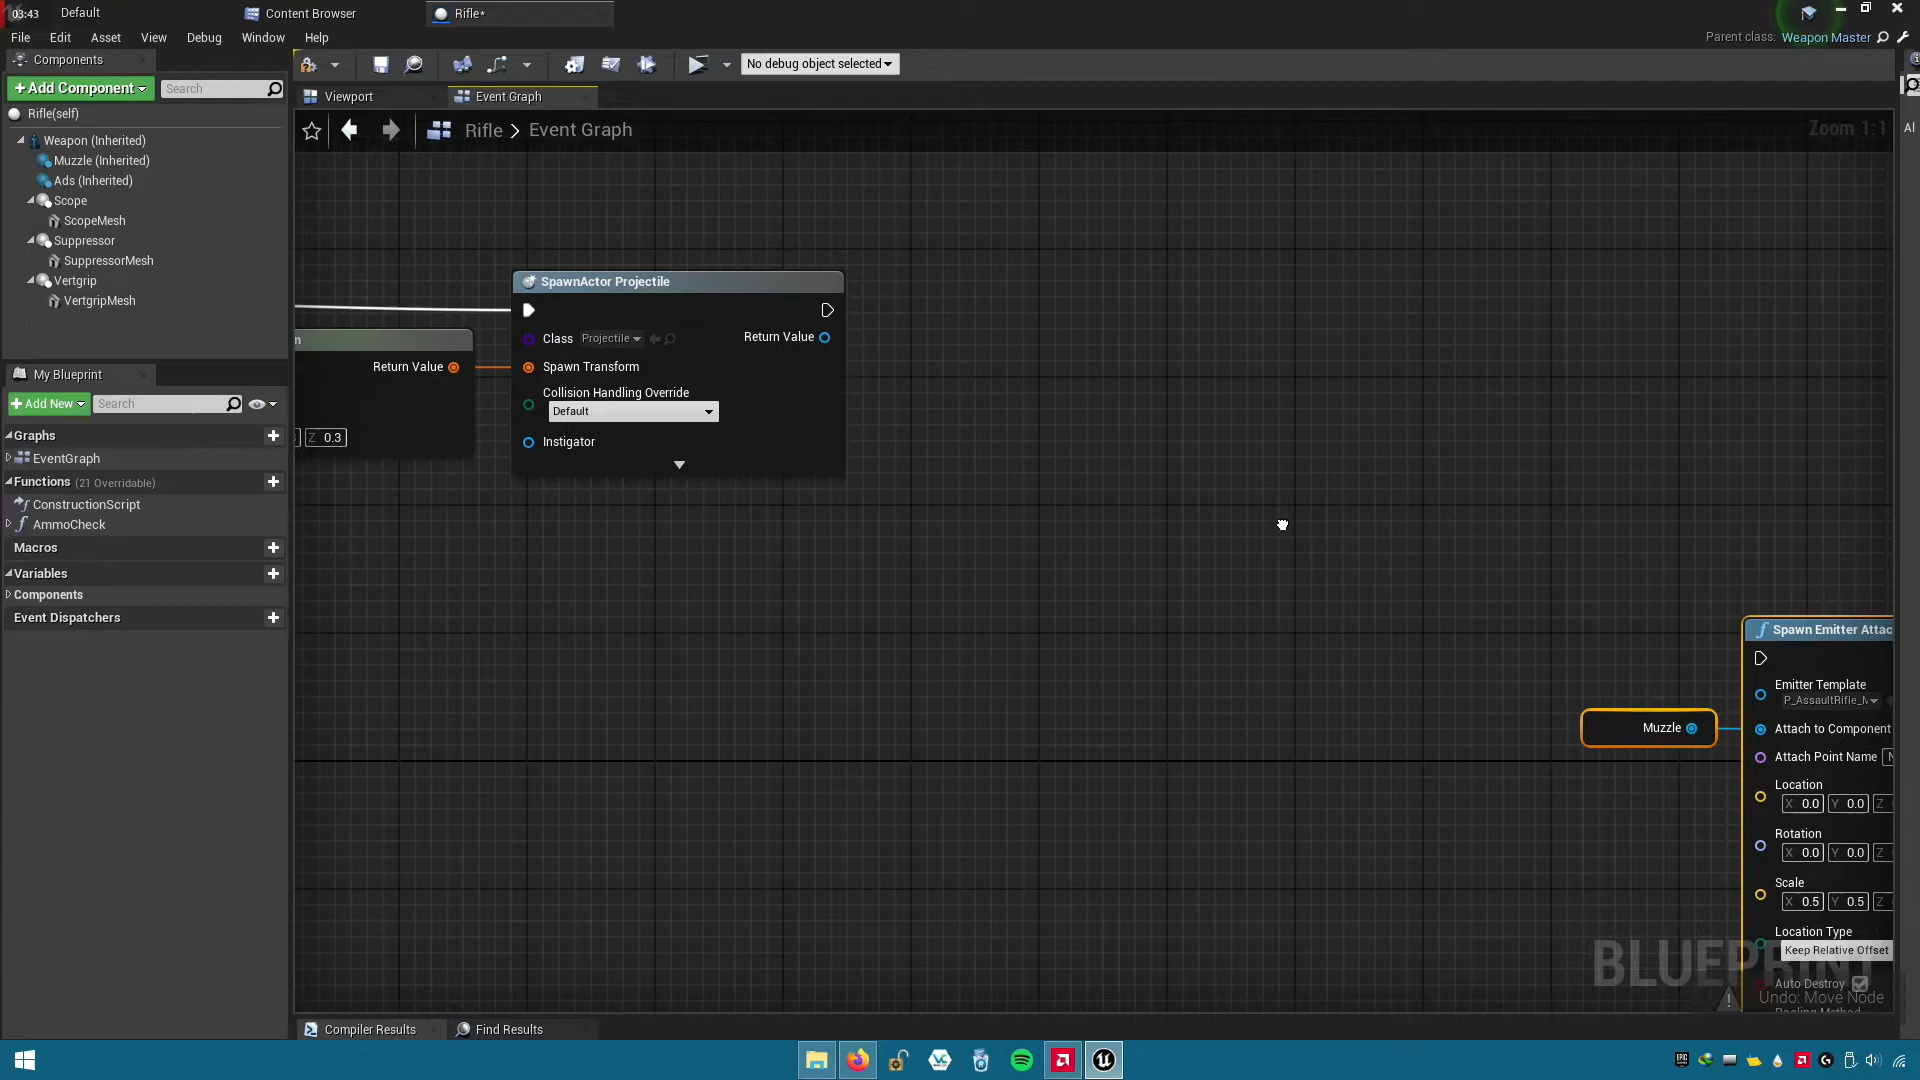 03:43
Default
Content Browser
Rifle*
File
Edit
Asset
View
Debug
Window
Help
Parent class: Weapon Master
Components
+ Add Component
Search
No debug object selected
Viewport
Event Graph
Rifle(self)
Rifle > Event Graph
Zoom 1:1
Al
Weapon (Inherited)
Muzzle (Inherited)
Ads (Inherited)
Scope
ScopeMesh
Suppressor
SuppressorMesh
Vertgrip
VertgripMesh
SpawnActor Projectile
Class
Projectile
Return Value
n
Return Value
Spawn Transform
Collision Handling Override
Default
Z 0.3
Instigator
My Blueprint
+ Add New
Search
Graphs
EventGraph
Functions (21 Overridable)
ConstructionScript
AmmoCheck
Macros
Variables
Components
Event Dispatchers
Spawn Emitter Attac
Emitter Template
P_AssaultRifle_M
Muzzle
Attach to Component
Attach Point Name
Location
X 0.0 Y 0.0 Z
Rotation
X 0.0 Y 0.0 Z
Scale
X 0.5 Y 0.5 Z
Location Type
Keep Relative Offset
BLUEPRINT
Auto Destroy
Undo: Move Node
Compiler Results
Find Results